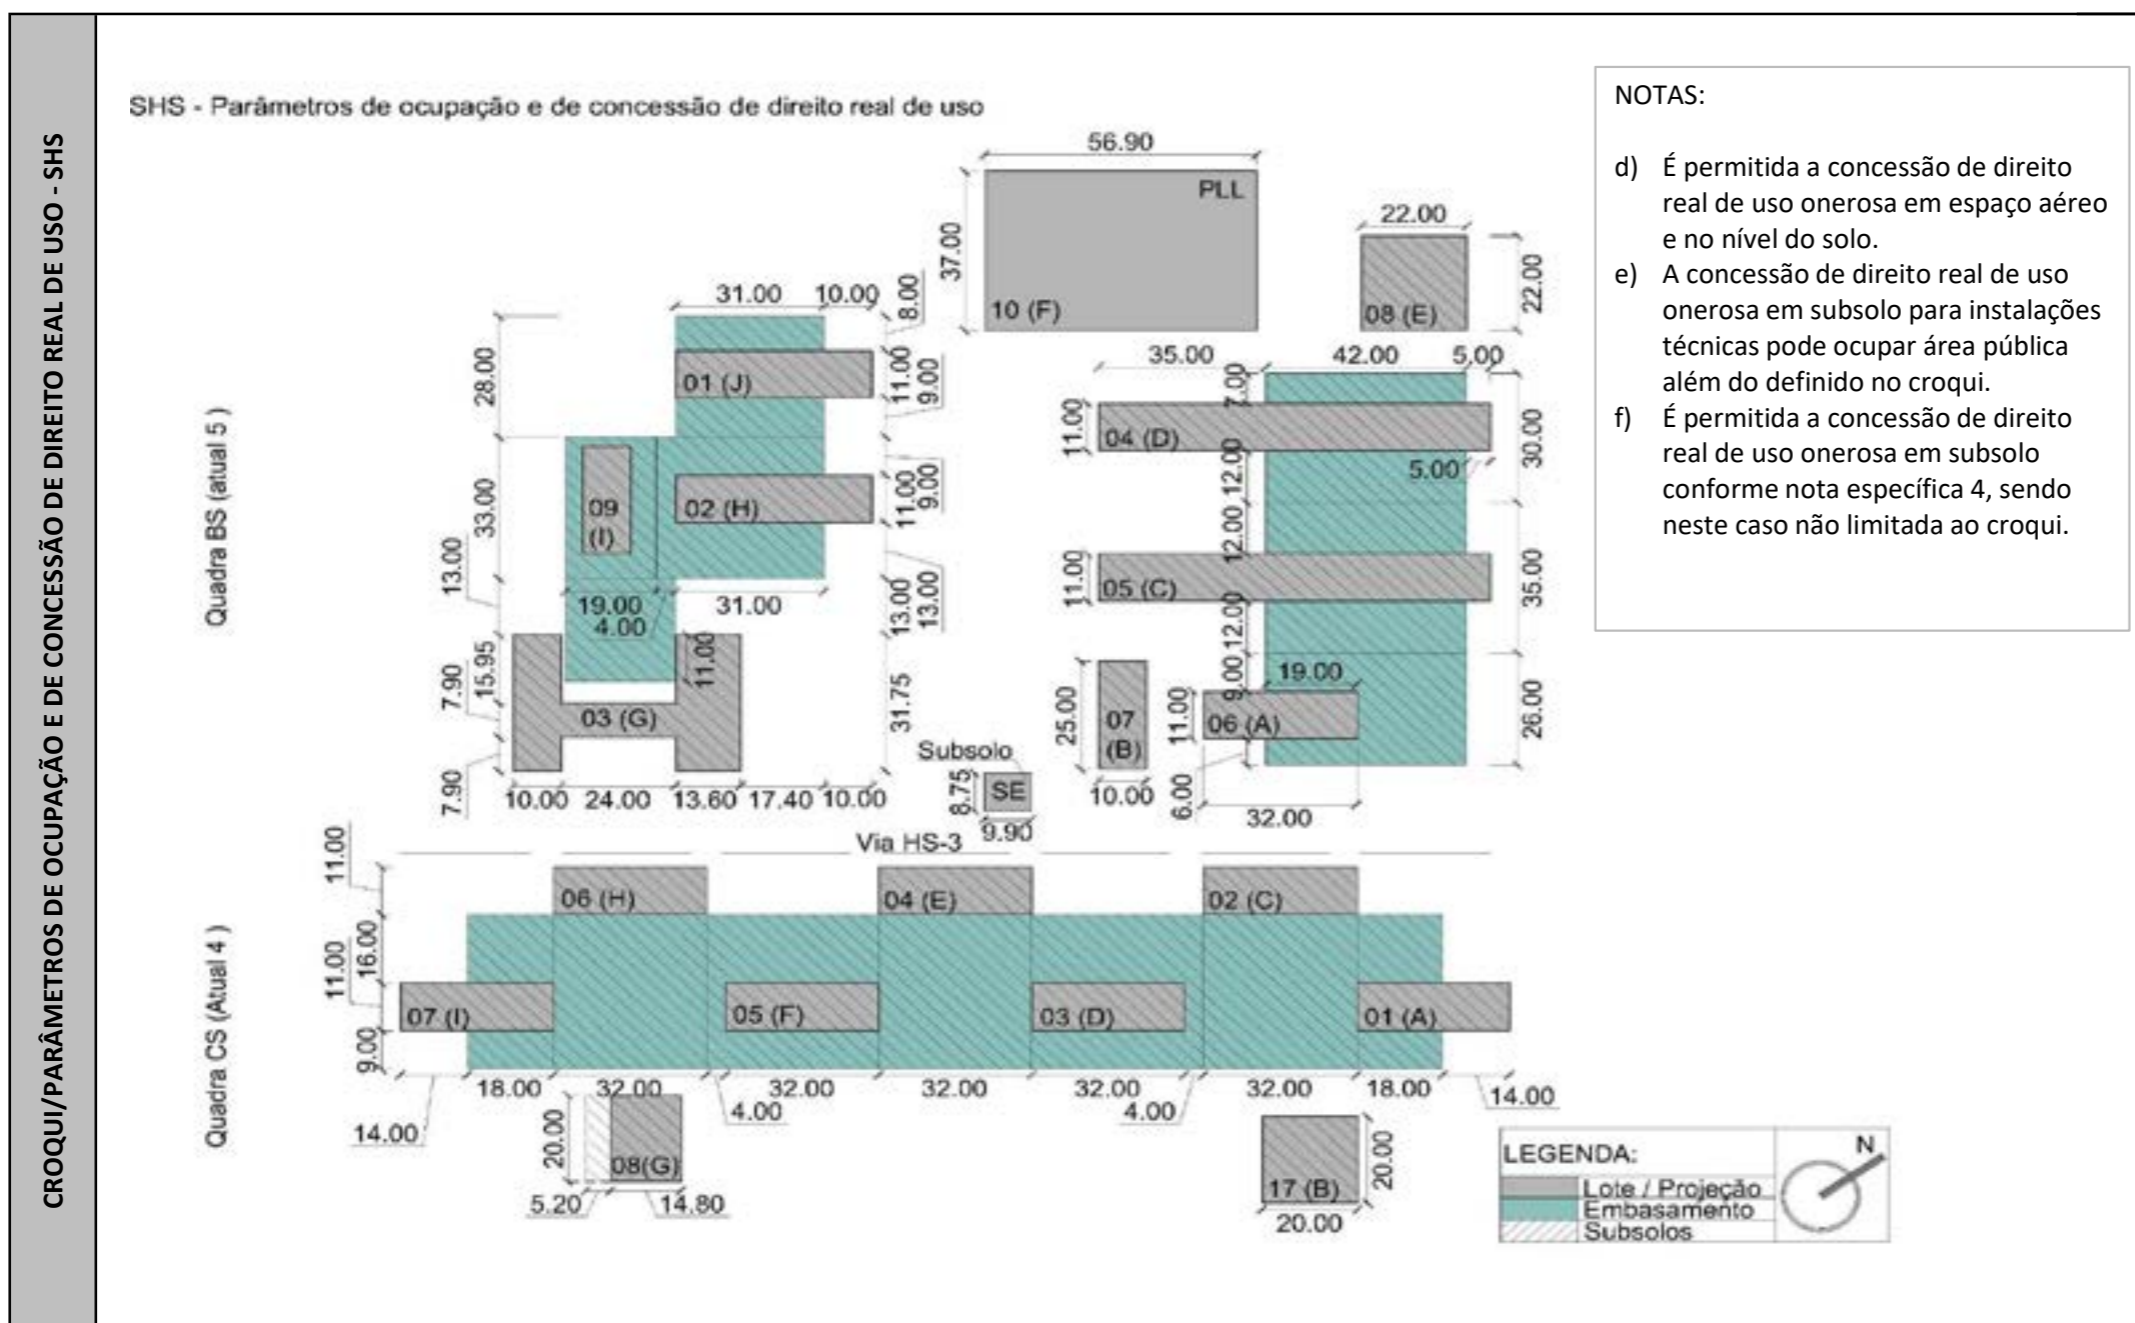 CROQUI/PARÂMETROS DE OCUPAÇÃO E DE CONCESSÃO DE DIREITO REAL DE USO - SHS
SHS - Parâmetros de ocupação e de concessão de direito real de uso
NOTAS:
d) É permitida a concessão de direito
real de uso onerosa em espaço aéreo
e no nível do solo.
e) A concessão de direito real de uso
onerosa em subsolo para instalações
técnicas pode ocupar área pública
além do definido no croqui.
f) É permitida a concessão de direito
real de uso onerosa em subsolo
conforme nota específica 4, sendo
neste caso não limitada ao croqui.
Quadra BS (atual 5 )
31.00 10.00 8.00
28.00
01 (J)
11.00
9.00
33.00
09
(I)
02 (H)
11.00
9.00
13.00
19.00
4.00
31.00
13.00
13.00
15.95
11.00
7.90
03 (G)
31.75
7.90
10.00 24.00 13.60 17.40 10.00
56.90
37.00
PLL
10 (F)
22.00
22.00
08 (E)
35.00 42.00 5.00
7.00
11.00
04 (D)
30.00
5.00
12.00
12.00
11.00
05 (C)
35.00
12.00
9.00
19.00
25.00
07
(B)
11.00
06 (A)
26.00
10.00
6.00
32.00
Subsolo
8.75
SE
9.90
Via HS-3
Quadra CS (Atual 4 )
11.00
06 (H)
04 (E)
02 (C)
16.00
11.00
07 (I)
05 (F)
03 (D)
01 (A)
9.00
18.00 32.00 32.00 32.00 32.00 32.00 18.00
14.00
4.00
4.00
14.00
20.00
08(G)
5.20
14.80
17 (B)
20.00
20.00
LEGENDA:
Lote / Projeção
Embasamento
Subsolos
N